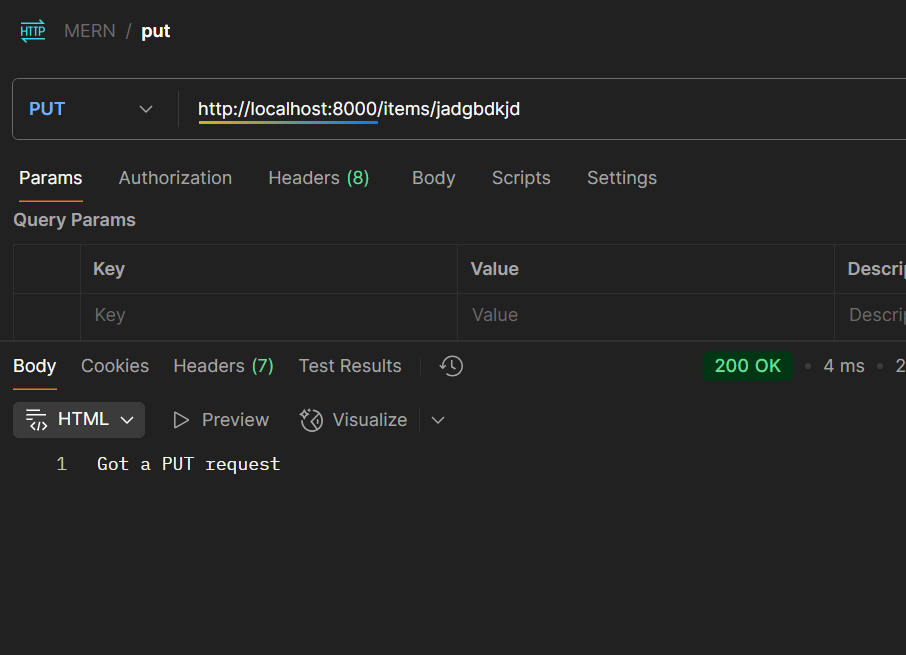 HTTP MERN / put
PUT http://localhost:8000/items/jadgbdkjd
Params Authorization Headers (8) Body Scripts Settings
Query Params
Key Value Descri
Key Value Descrip
Body Cookies Headers (7) Test Results 200 OK • 4 ms • 2
HTML Preview Visualize
1 Got a PUT request